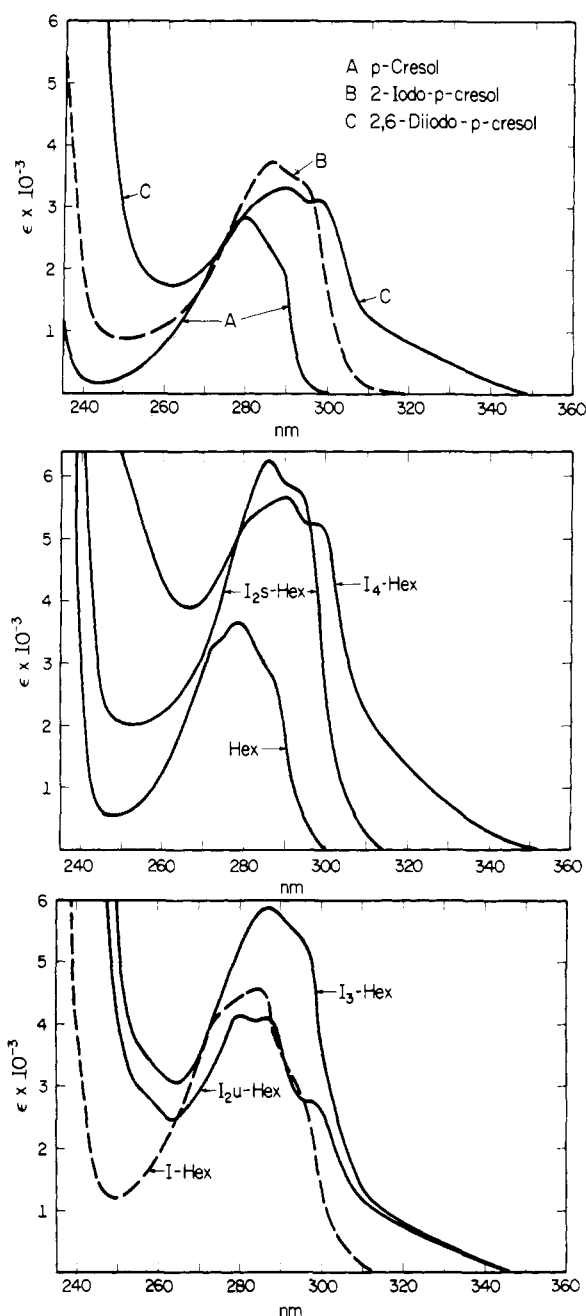 6
5
4
3
2
1
ε x 10⁻³
A p-Cresol
B 2-Iodo-p-cresol
C 2,6-Diiodo-p-cresol
C
B
A
C
240 260 280 300 320 340 360
nm
6
5
4
3
2
1
ε x 10⁻³
I₂s-Hex
I₄-Hex
Hex
240 260 280 300 320 340 360
nm
6
5
4
3
2
1
ε x 10⁻³
I₃-Hex
I₂u-Hex
I-Hex
240 260 280 300 320 340 360
nm